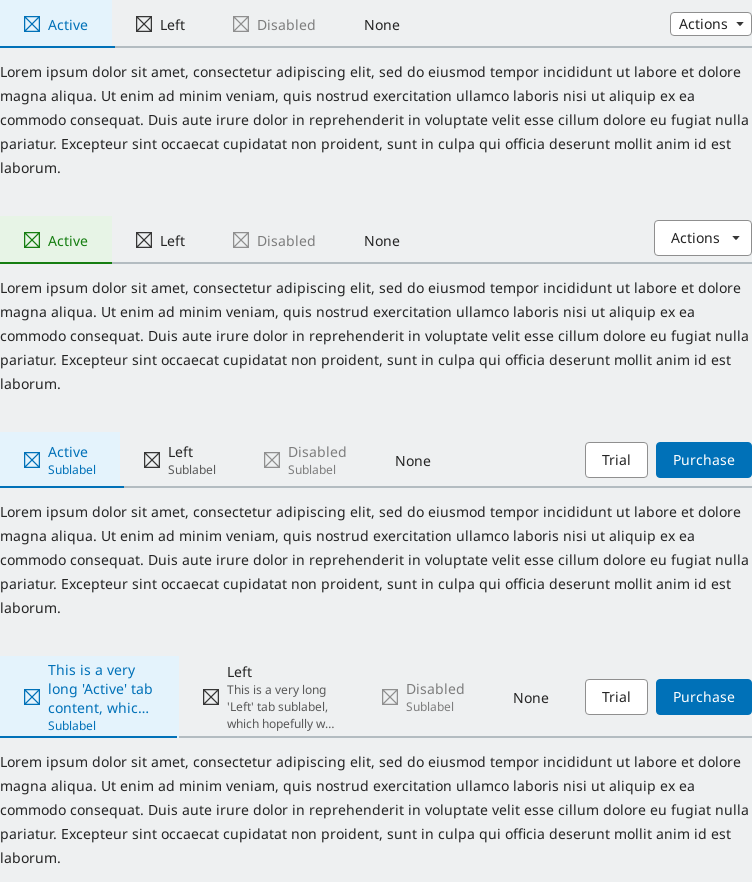 Active Left Disabled None Actions
Lorem ipsum dolor sit amet, consectetur adipiscing elit, sed do eiusmod tempor incididunt ut labore et dolore
magna aliqua. Ut enim ad minim veniam, quis nostrud exercitation ullamco laboris nisi ut aliquip ex ea
commodo consequat. Duis aute irure dolor in reprehenderit in voluptate velit esse cillum dolore eu fugiat nulla
pariatur. Excepteur sint occaecat cupidatat non proident, sunt in culpa qui officia deserunt mollit anim id est
laborum.
Active Left Disabled None Actions
Lorem ipsum dolor sit amet, consectetur adipiscing elit, sed do eiusmod tempor incididunt ut labore et dolore
magna aliqua. Ut enim ad minim veniam, quis nostrud exercitation ullamco laboris nisi ut aliquip ex ea
commodo consequat. Duis aute irure dolor in reprehenderit in voluptate velit esse cillum dolore eu fugiat nulla
pariatur. Excepteur sint occaecat cupidatat non proident, sunt in culpa qui officia deserunt mollit anim id est
laborum.
Active
Sublabel
Left
Sublabel
Disabled
Sublabel
None
Trial
Purchase
Lorem ipsum dolor sit amet, consectetur adipiscing elit, sed do eiusmod tempor incididunt ut labore et dolore
magna aliqua. Ut enim ad minim veniam, quis nostrud exercitation ullamco laboris nisi ut aliquip ex ea
commodo consequat. Duis aute irure dolor in reprehenderit in voluptate velit esse cillum dolore eu fugiat nulla
pariatur. Excepteur sint occaecat cupidatat non proident, sunt in culpa qui officia deserunt mollit anim id est
laborum.
This is a very
long 'Active' tab
content, whic...
Sublabel
Left
This is a very long
'Left' tab sublabel,
which hopefully w...
Disabled
Sublabel
None
Trial
Purchase
Lorem ipsum dolor sit amet, consectetur adipiscing elit, sed do eiusmod tempor incididunt ut labore et dolore
magna aliqua. Ut enim ad minim veniam, quis nostrud exercitation ullamco laboris nisi ut aliquip ex ea
commodo consequat. Duis aute irure dolor in reprehenderit in voluptate velit esse cillum dolore eu fugiat nulla
pariatur. Excepteur sint occaecat cupidatat non proident, sunt in culpa qui officia deserunt mollit anim id est
laborum.